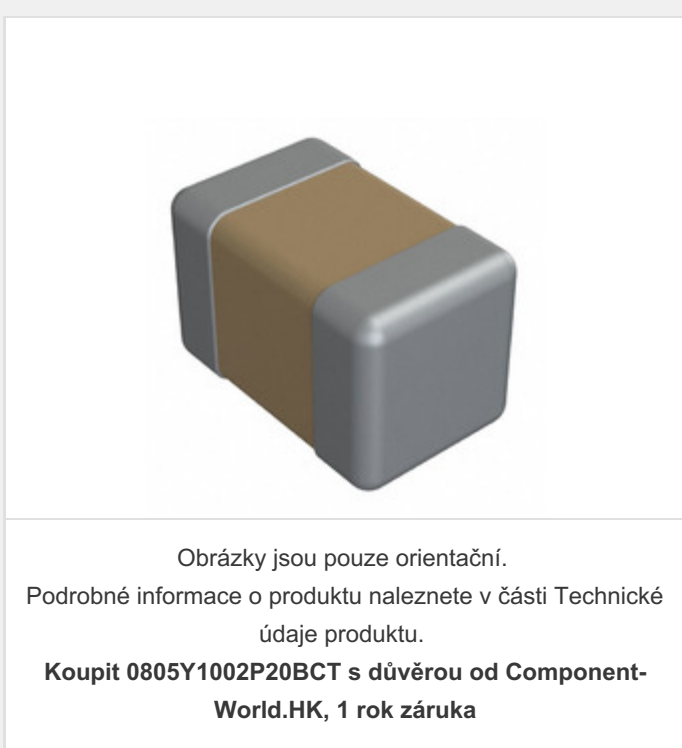 Obrázky jsou pouze orientační.
Podrobné informace o produktu naleznete v části Technické
údaje produktu.
Koupit 0805Y1002P20BCT s důvěrou od Component-
World.HK, 1 rok záruka